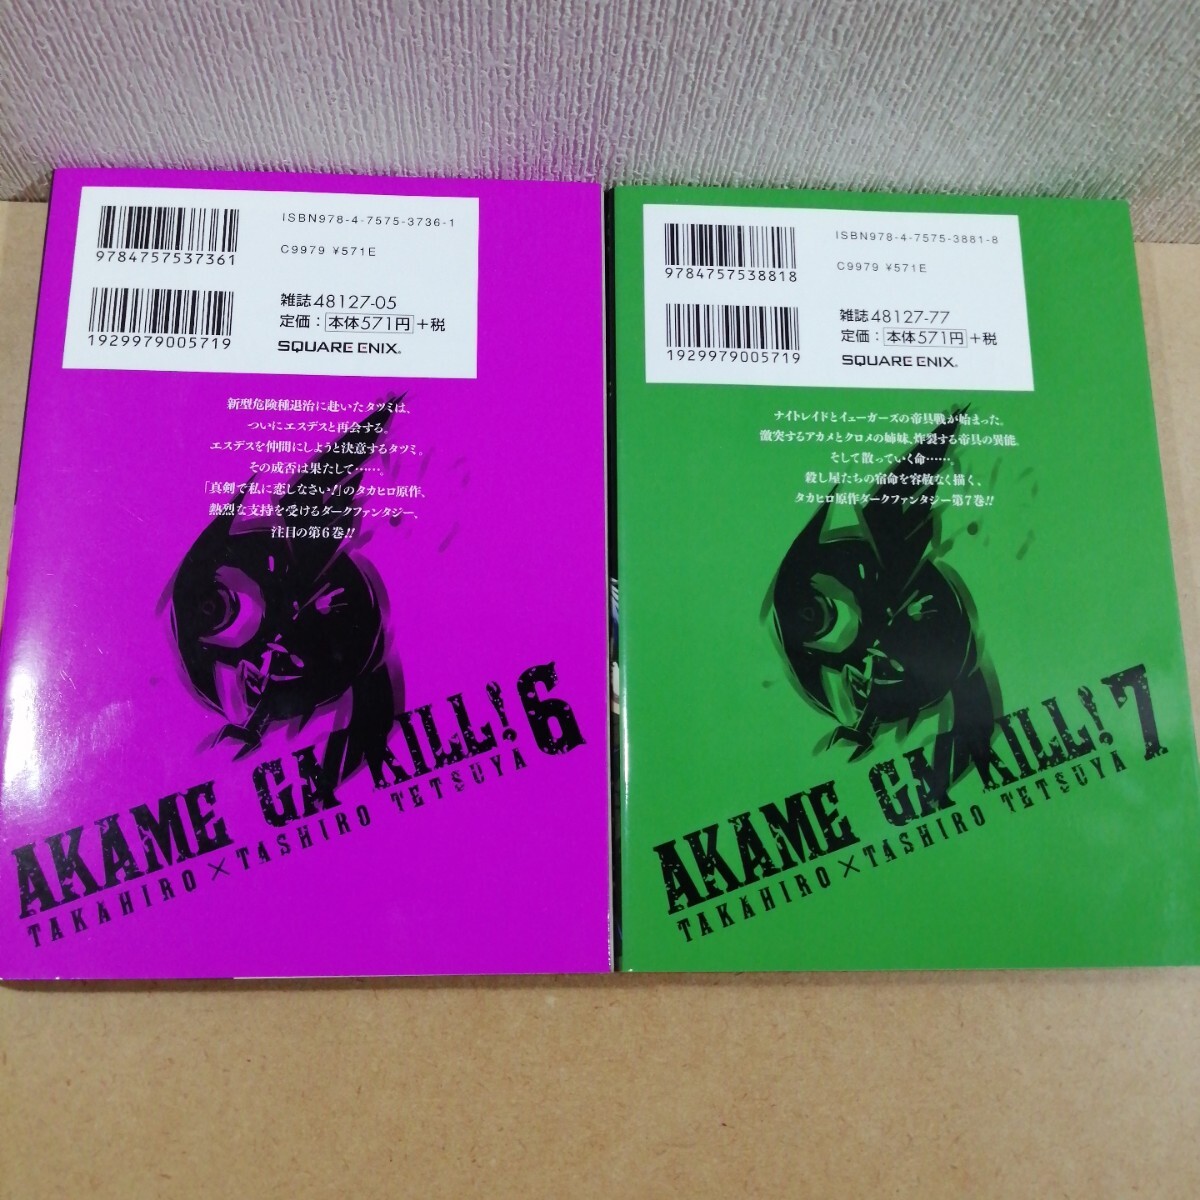 ISBN978-4-7575-3736-1
9784757537361
C9979 ¥571E
雑誌48127-05
定価：本体571円+税
1929979005719
SQUARE ENIX®
新型危険種退治に赴いたタツミは、
ついにエスデスと再会する。
エスデスを仲間にしようと決意するタツミ。
その成否は果たして……。
「真剣で私に恋しなさい!」のタカヒロ原作、
熱烈な支持を受けるダークファンタジー、
注目の第6巻!!
AKAME GA KILL! 6
TAKAHIRO×TASHIRO TETSUYA
ISBN978-4-7575-3881-8
9784757538818
C9979 ¥571E
雑誌48127-77
定価：本体571円+税
1929979005719
SQUARE ENIX®
ナイトレイドとイェーガーズの帝具戦が始まった。
激突するアカメとクロメの姉妹、炸裂する帝具の異能。
そして散っていく命……。
殺し屋たちの宿命を容赦なく描く、
タカヒロ原作ダークファンタジー第7巻!!
AKAME GA KILL! 7
TAKAHIRO×TASHIRO TETSUYA